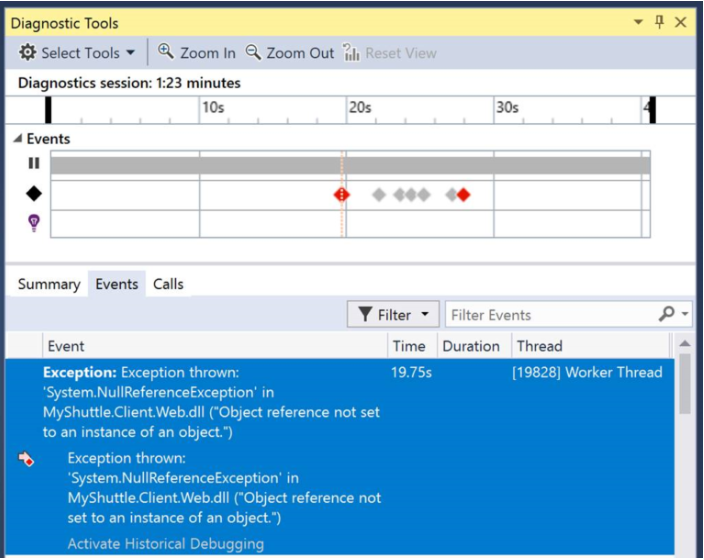 Diagnostic Tools
Select Tools Zoom In Zoom Out Reset View
Diagnostics session: 1:23 minutes
10s 20s 30s
Events
Summary Events Calls
Filter Filter Events
Event Time Duration Thread
Exception: Exception thrown: 19.75s [19828] Worker Thread
'System.NullReferenceException' in
MyShuttle.Client.Web.dll ("Object reference not set
to an instance of an object.")
Exception thrown:
'System.NullReferenceException' in
MyShuttle.Client.Web.dll ("Object reference not
set to an instance of an object.")
Activate Historical Debugging